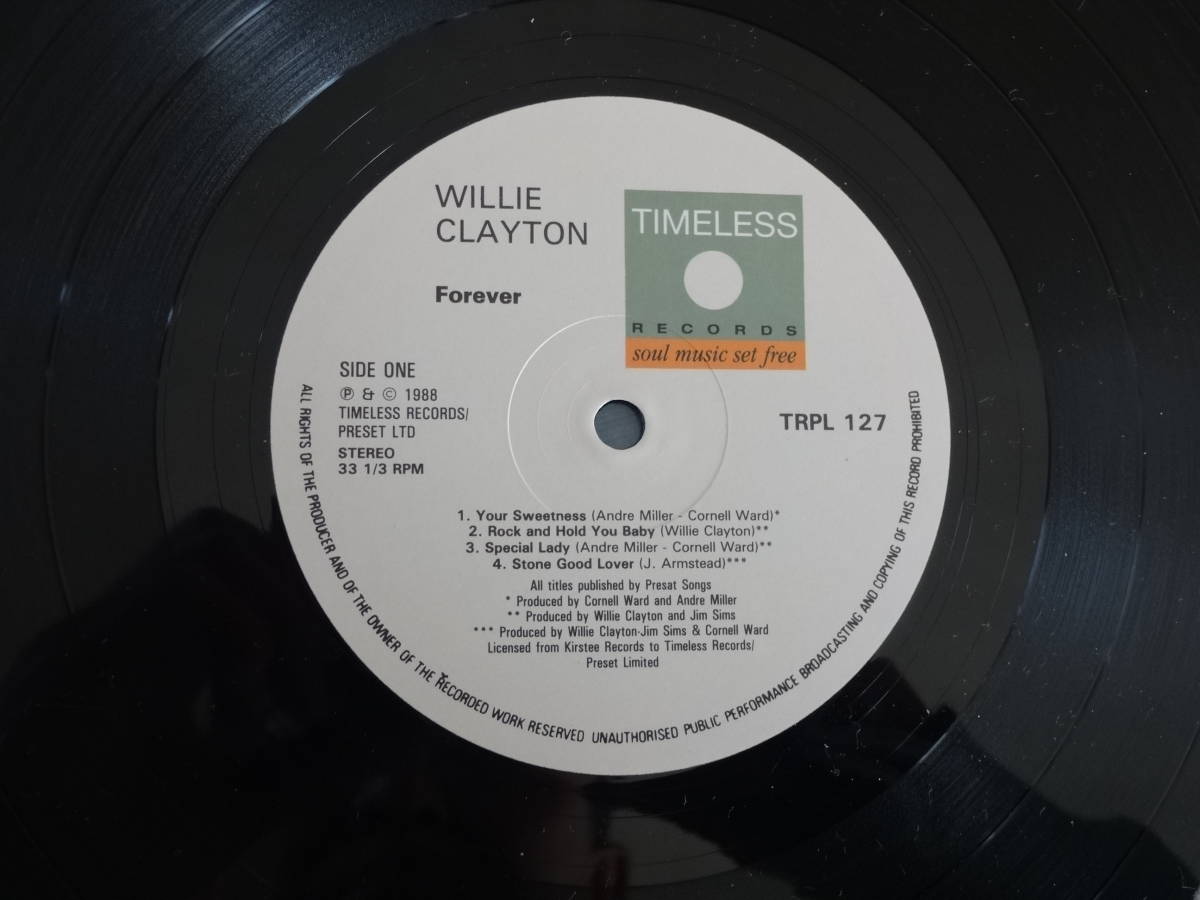 WILLIE
CLAYTON
Forever
TIMELESS
RECORDS
soul music set free
SIDE ONE
Ⓟ & © 1988
TIMELESS RECORDS/
PRESET LTD
STEREO
33 1/3 RPM
TRPL 127
1. Your Sweetness (Andre Miller - Cornell Ward)*
2. Rock and Hold You Baby (Willie Clayton)**
3. Special Lady (Andre Miller - Cornell Ward)**
4. Stone Good Lover (J. Armstead)***
All titles published by Presat Songs
* Produced by Cornell Ward and Andre Miller
** Produced by Willie Clayton and Jim Sims
*** Produced by Willie Clayton-Jim Sims & Cornell Ward
Licensed from Kirstee Records to Timeless Records/
Preset Limited
ALL RIGHTS OF THE PRODUCER AND OF THE OWNER OF THE RECORDED WORK RESERVED UNAUTHORISED PUBLIC PERFORMANCE BROADCASTING AND COPYING OF THIS RECORD PROHIBITED